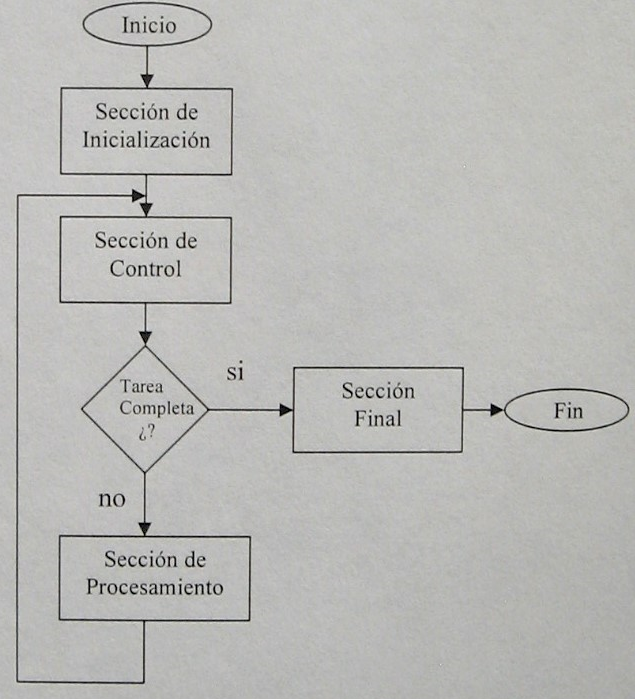 Inicio
Sección de
Inicialización
Sección de
Control
Tarea
Completa
¿?
si
Sección
Final
Fin
no
Sección de
Procesamiento